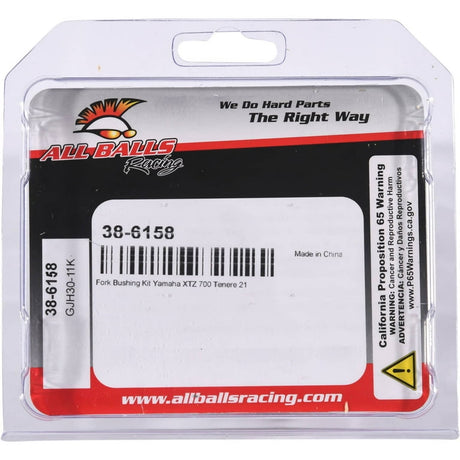 We Do Hard Parts
The Right Way
ALL BALLS
Racing
38-6158
Made in China
Fork Bushing Kit Yamaha XTZ 700 Tenere 21
38-6158
GJH30-11K
California Proposition 65 Warning
WARNING: Cancer and Reproductive Harm
ADVERTENCIA: Cáncer y Daños Reproductivos
www.P65Warnings.ca.gov
www.allballsracing.com